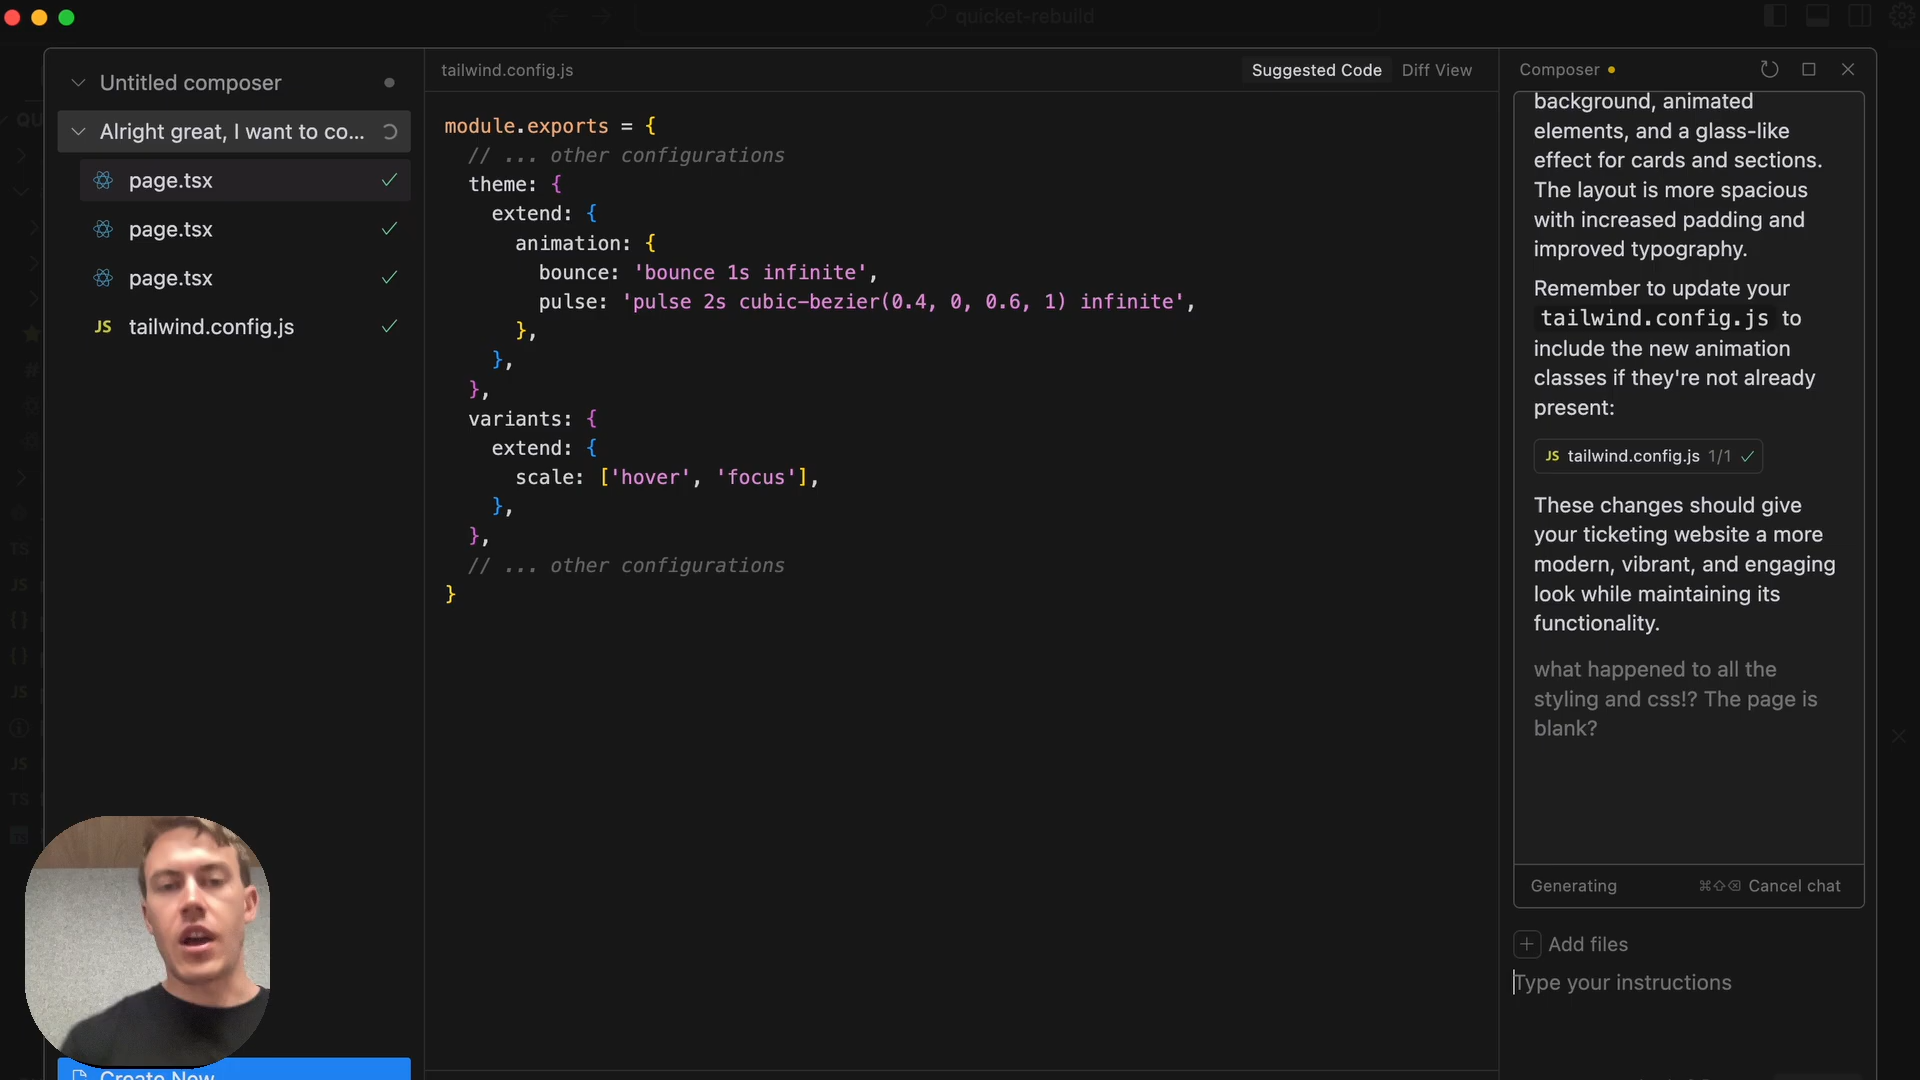 quicket-rebuild
Untitled composer
Alright great, I want to co...
page.tsx
page.tsx
page.tsx
JS tailwind.config.js
Create New
tailwind.config.js
Suggested Code
Diff View
module.exports = {
// ... other configurations
theme: {
extend: {
animation: {
bounce: 'bounce 1s infinite',
pulse: 'pulse 2s cubic-bezier(0.4, 0, 0.6, 1) infinite',
},
},
},
variants: {
extend: {
scale: ['hover', 'focus'],
},
},
// ... other configurations
}
Composer
background, animated
elements, and a glass-like
effect for cards and sections.
The layout is more spacious
with increased padding and
improved typography.
Remember to update your
tailwind.config.js to
include the new animation
classes if they're not already
present:
JS tailwind.config.js 1/1
These changes should give
your ticketing website a more
modern, vibrant, and engaging
look while maintaining its
functionality.
what happened to all the
styling and css!? The page is
blank?
Generating
⌘⇧⌫ Cancel chat
+ Add files
Type your instructions